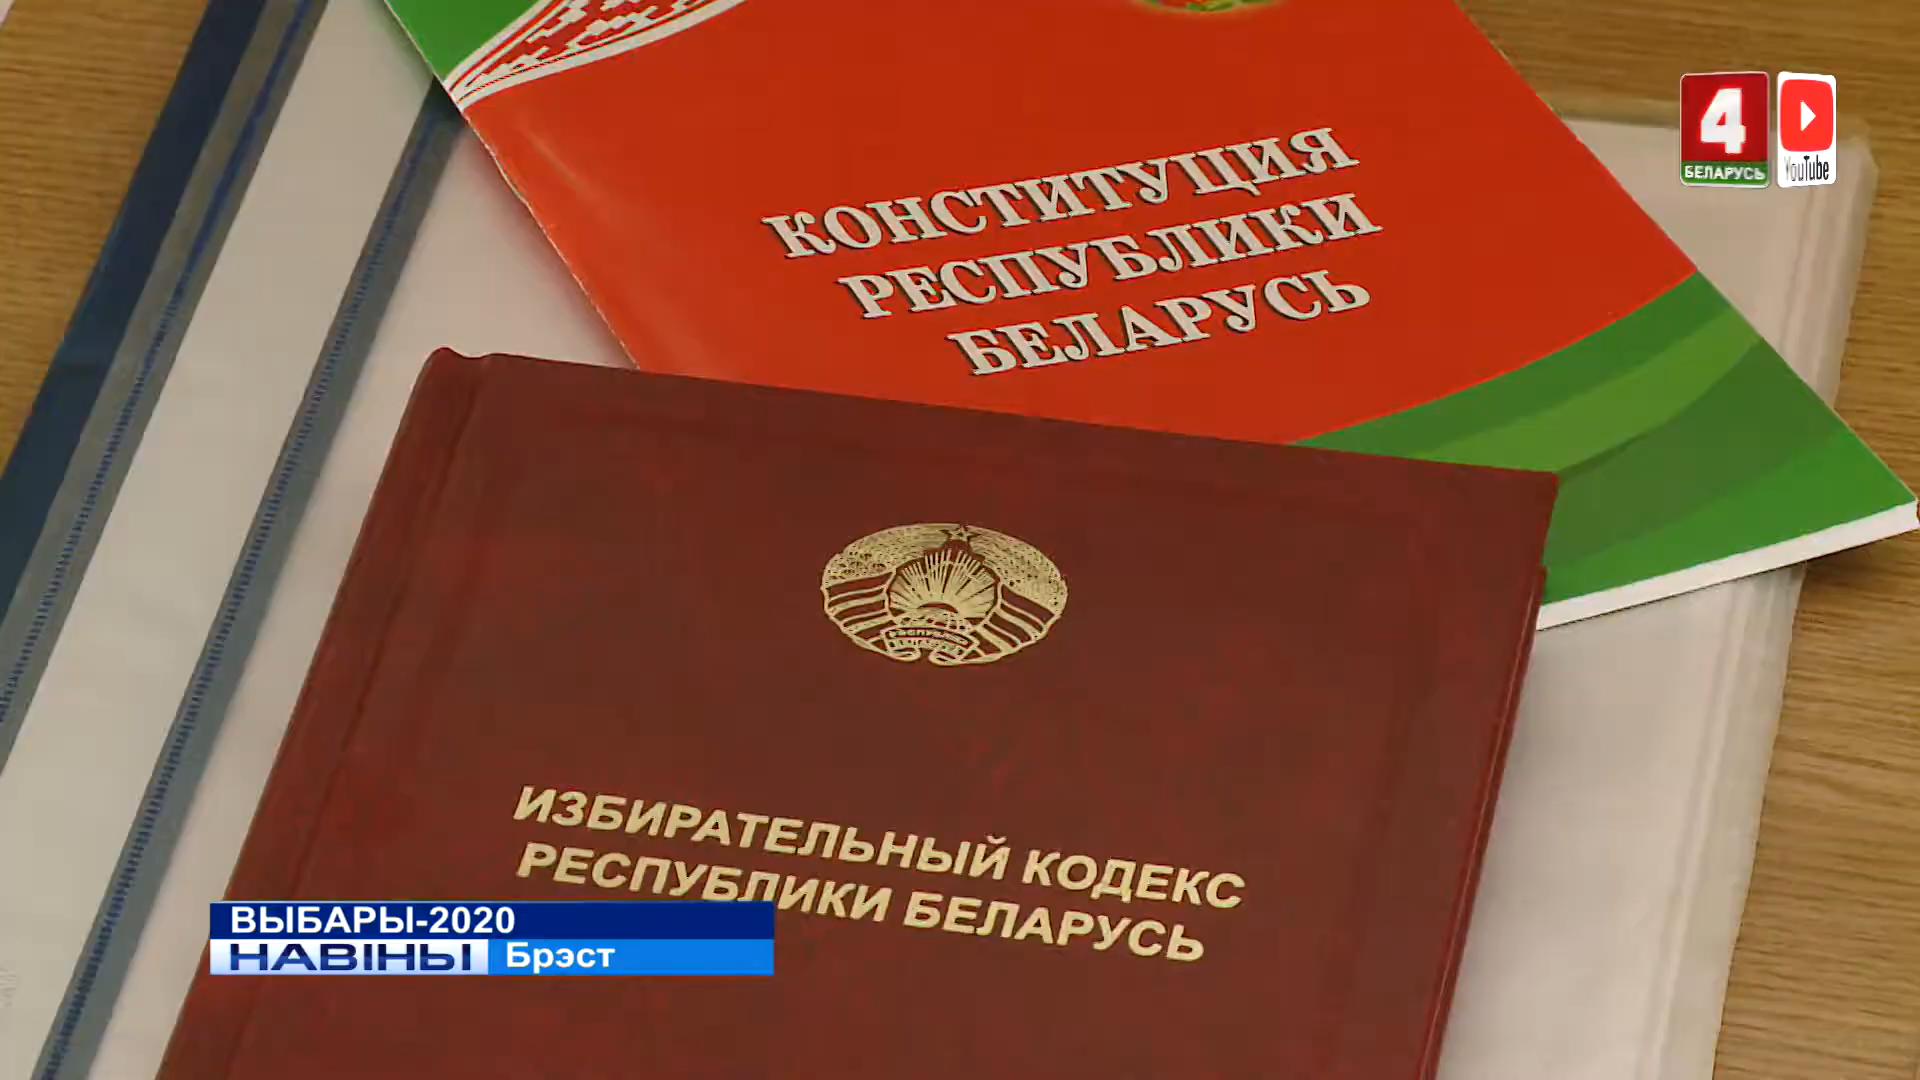 КОНСТИТУЦИЯ
РЕСПУБЛИКИ
БЕЛАРУСЬ
4
БЕЛАРУСЬ
YouTube
ИЗБИРАТЕЛЬНЫЙ КОДЕКС
РЕСПУБЛИКИ БЕЛАРУСЬ
ВЫБАРЫ-2020
НАВІНЫ
Брэст